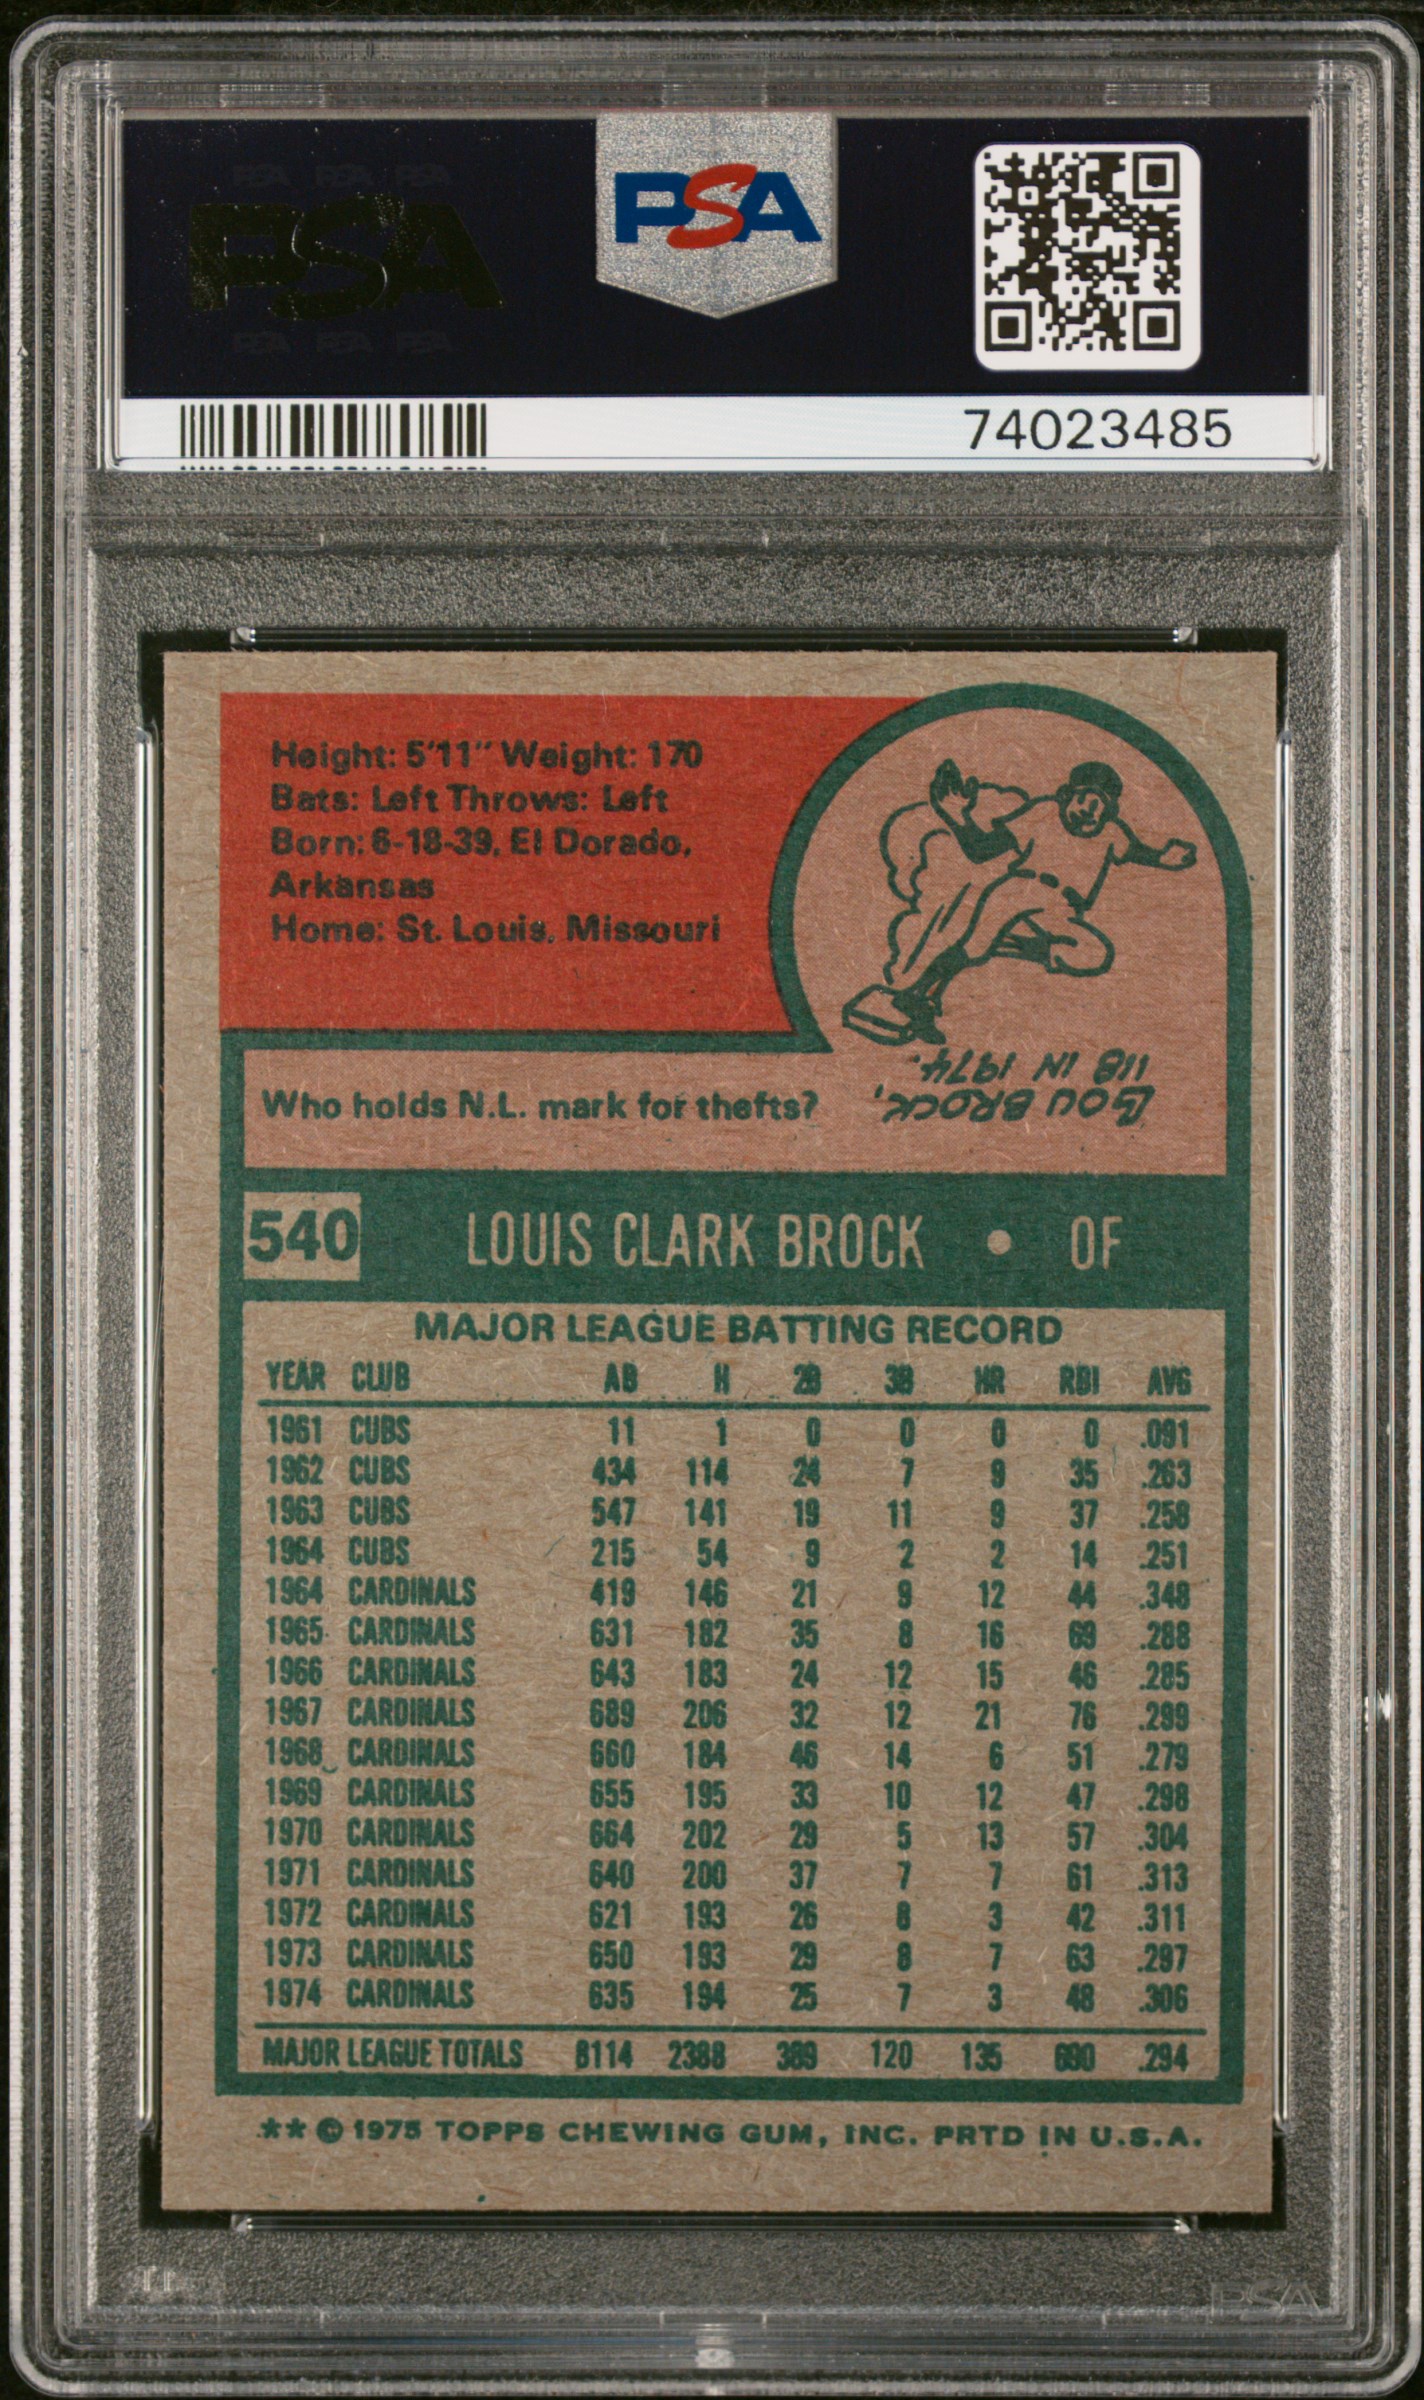 PSA PSA PSA
PSA
PSA PSA PSA
PSA
74023485
Height: 5'11" Weight: 170
Bats: Left Throws: Left
Born: 6-18-39, El Dorado,
Arkansas
Home: St. Louis, Missouri
Who holds N.L. mark for thefts?
LOU BROCK,
118 IN 1974.
540 LOUIS CLARK BROCK • OF
MAJOR LEAGUE BATTING RECORD
YEAR CLUB AB H 2B 3B HR RBI AVG
1961 CUBS 11 1 0 0 0 0 .091
1962 CUBS 434 114 24 7 9 35 .263
1963 CUBS 547 141 19 11 9 37 .258
1964 CUBS 215 54 9 2 2 14 .251
1964 CARDINALS 419 146 21 9 12 44 .348
1965 CARDINALS 631 182 35 8 16 69 .288
1966 CARDINALS 643 183 24 12 15 46 .285
1967 CARDINALS 689 206 32 12 21 76 .299
1968 CARDINALS 660 184 46 14 6 51 .279
1969 CARDINALS 655 195 33 10 12 47 .298
1970 CARDINALS 664 202 29 5 13 57 .304
1971 CARDINALS 640 200 37 7 7 61 .313
1972 CARDINALS 621 193 26 8 3 42 .311
1973 CARDINALS 650 193 29 8 7 63 .297
1974 CARDINALS 635 194 25 7 3 48 .306
MAJOR LEAGUE TOTALS 8114 2388 389 120 135 690 .294
** © 1975 TOPPS CHEWING GUM, INC. PRTD IN U.S.A.
PSA